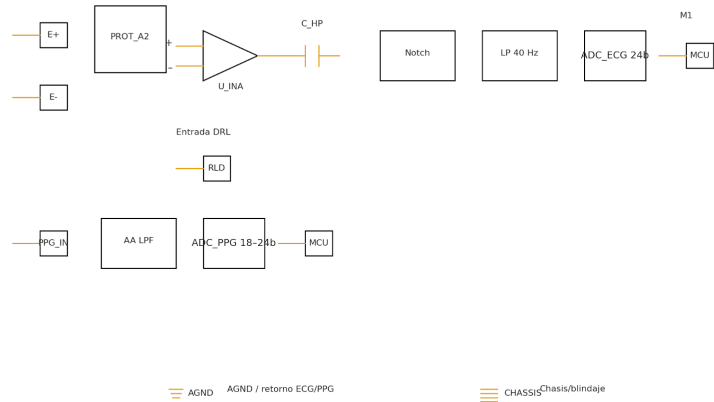 M1
C_HP
E+
PROT_A2
+
–
U_INA
Notch
LP 40 Hz
ADC_ECG 24b
MCU
E-
Entrada DRL
RLD
PPG_IN
AA LPF
ADC_PPG 18–24b
MCU
AGND
AGND / retorno ECG/PPG
CHASSIS
Chasis/blindaje